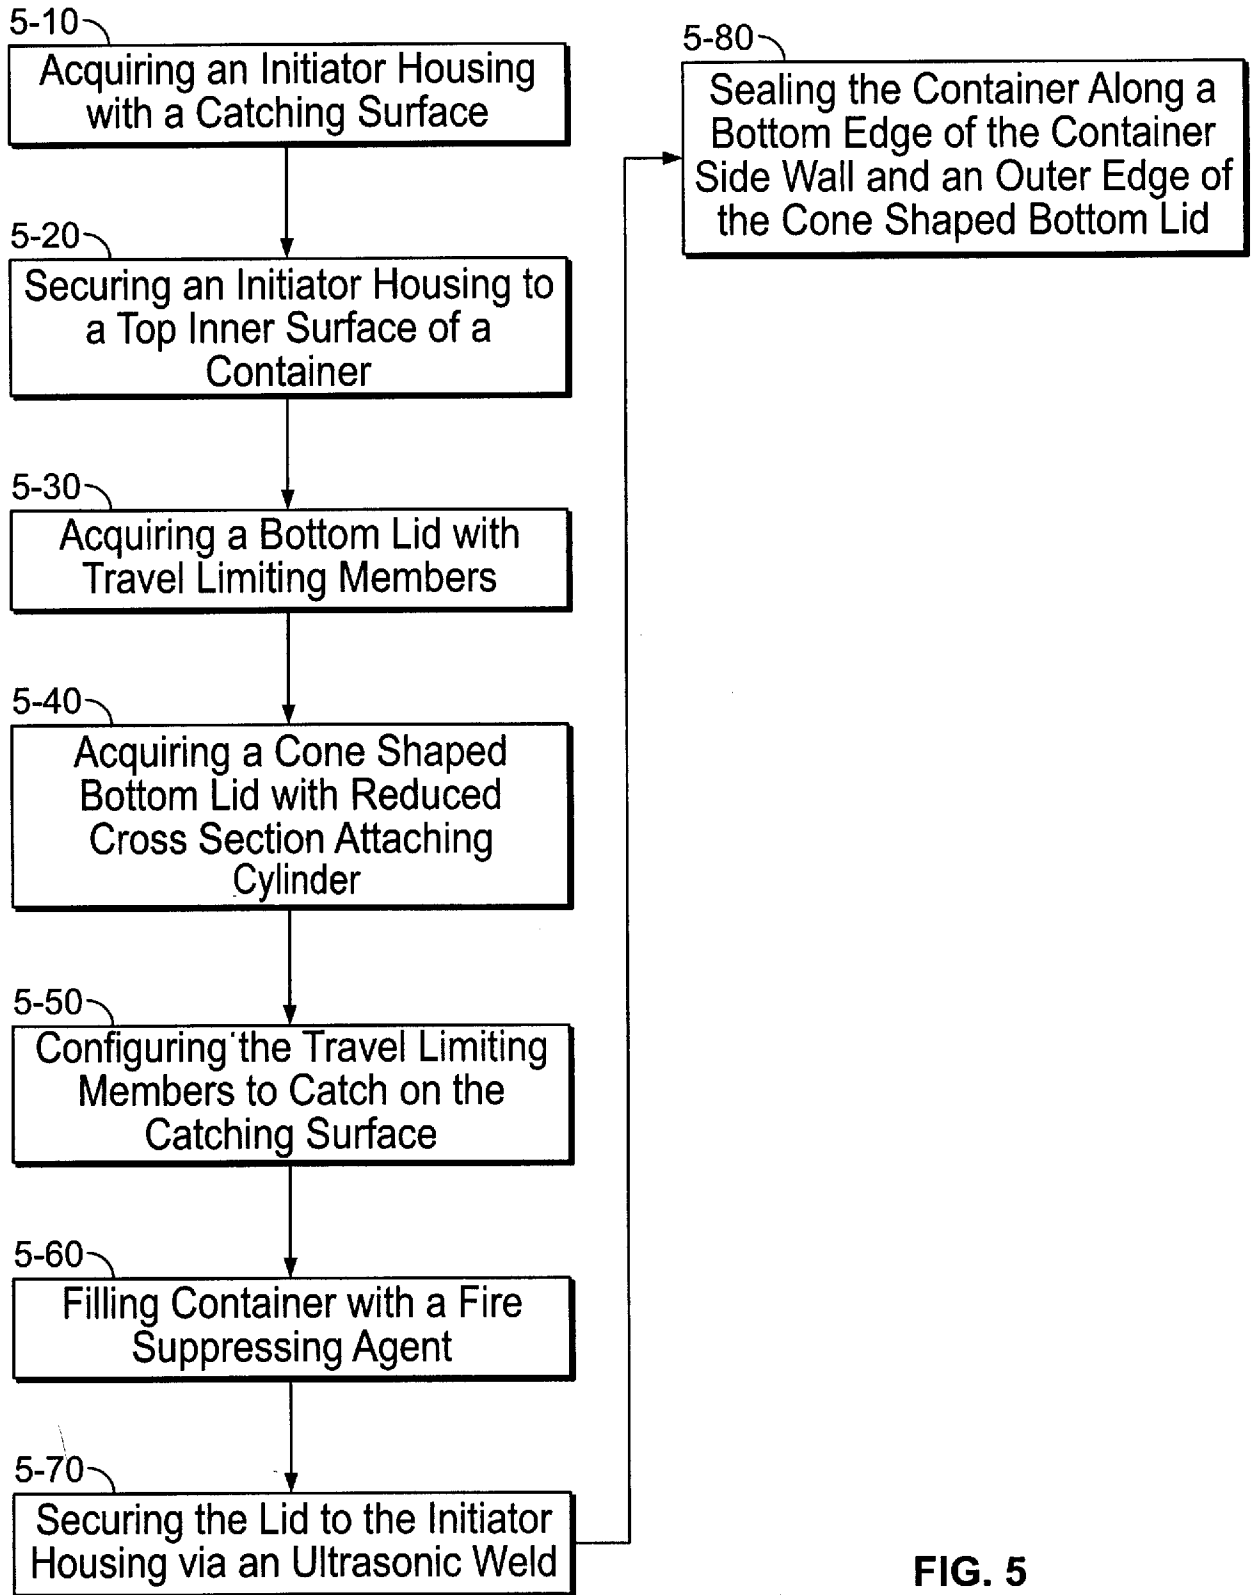 5-10
Acquiring an Initiator Housing
with a Catching Surface
5-20
Securing an Initiator Housing to
a Top Inner Surface of a
Container
5-30
Acquiring a Bottom Lid with
Travel Limiting Members
5-40
Acquiring a Cone Shaped
Bottom Lid with Reduced
Cross Section Attaching
Cylinder
5-50
Configuring the Travel Limiting
Members to Catch on the
Catching Surface
5-60
Filling Container with a Fire
Suppressing Agent
5-70
Securing the Lid to the Initiator
Housing via an Ultrasonic Weld
5-80
Sealing the Container Along a
Bottom Edge of the Container
Side Wall and an Outer Edge of
the Cone Shaped Bottom Lid
FIG. 5